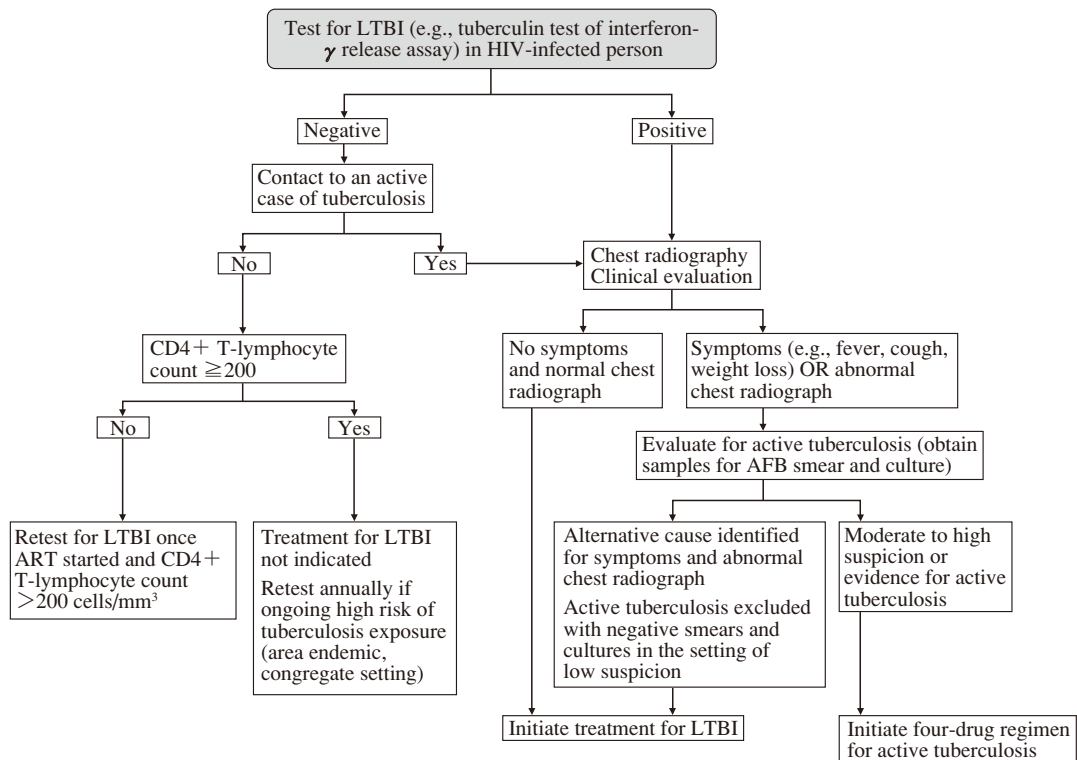 Test for LTBI (e.g., tuberculin test of interferon-
γ release assay) in HIV-infected person
Negative
Positive
Contact to an active
case of tuberculosis
No
Yes
Chest radiography
Clinical evaluation
CD4+ T-lymphocyte
count ≧200
No symptoms
and normal chest
radiograph
Symptoms (e.g., fever, cough,
weight loss) OR abnormal
chest radiograph
No
Yes
Evaluate for active tuberculosis (obtain
samples for AFB smear and culture)
Retest for LTBI once
ART started and CD4+
T-lymphocyte count
>200 cells/mm³
Treatment for LTBI
not indicated
Retest annually if
ongoing high risk of
tuberculosis exposure
(area endemic,
congregate setting)
Alternative cause identified
for symptoms and abnormal
chest radiograph
Active tuberculosis excluded
with negative smears and
cultures in the setting of
low suspicion
Moderate to high
suspicion or
evidence for active
tuberculosis
Initiate treatment for LTBI
Initiate four-drug regimen
for active tuberculosis